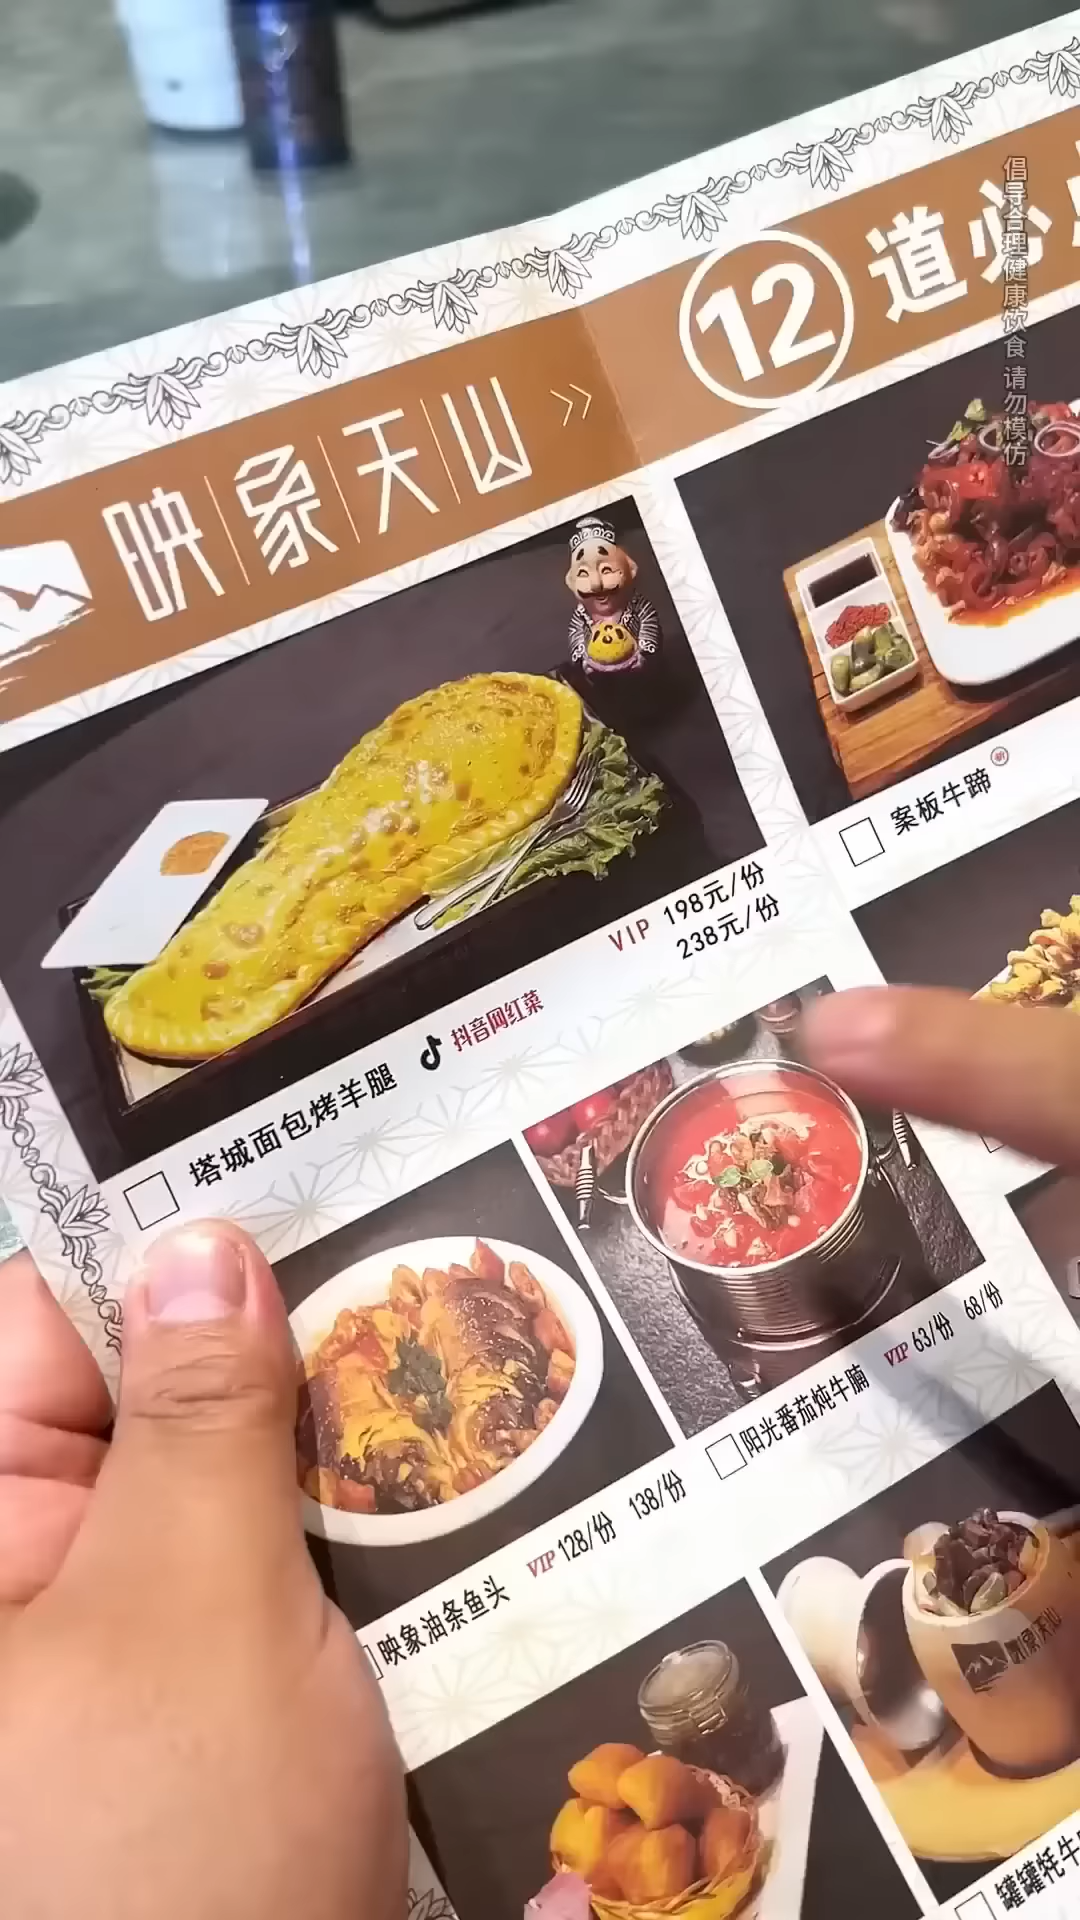 映象天山 >>
12 道必
倡导合理健康饮食 请勿模仿
VIP 198元/份
238元/份
塔城面包烤羊腿 抖音网红菜
案板牛蹄 新
VIP 63/份 68/份
阳光番茄炖牛腩
VIP 128/份 138/份
映象油条鱼头
映象天山
罐罐牦牛